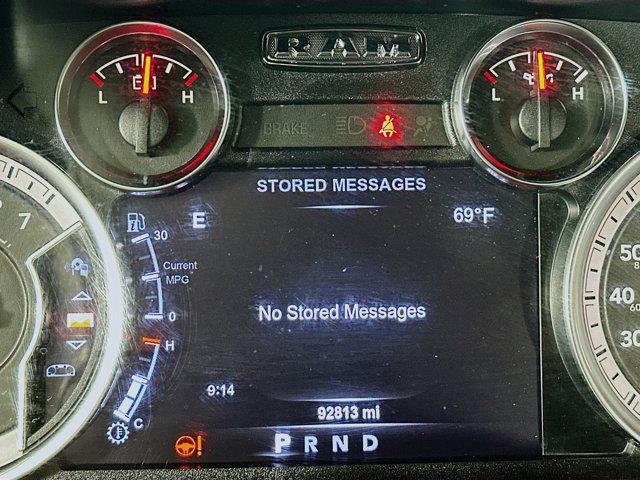 RAM
L H
L H
BRAKE
STORED MESSAGES
E
69°F
30
Current
MPG
0
No Stored Messages
H
9:14
C
92813 mi
P R N D
7
50
40
60
30